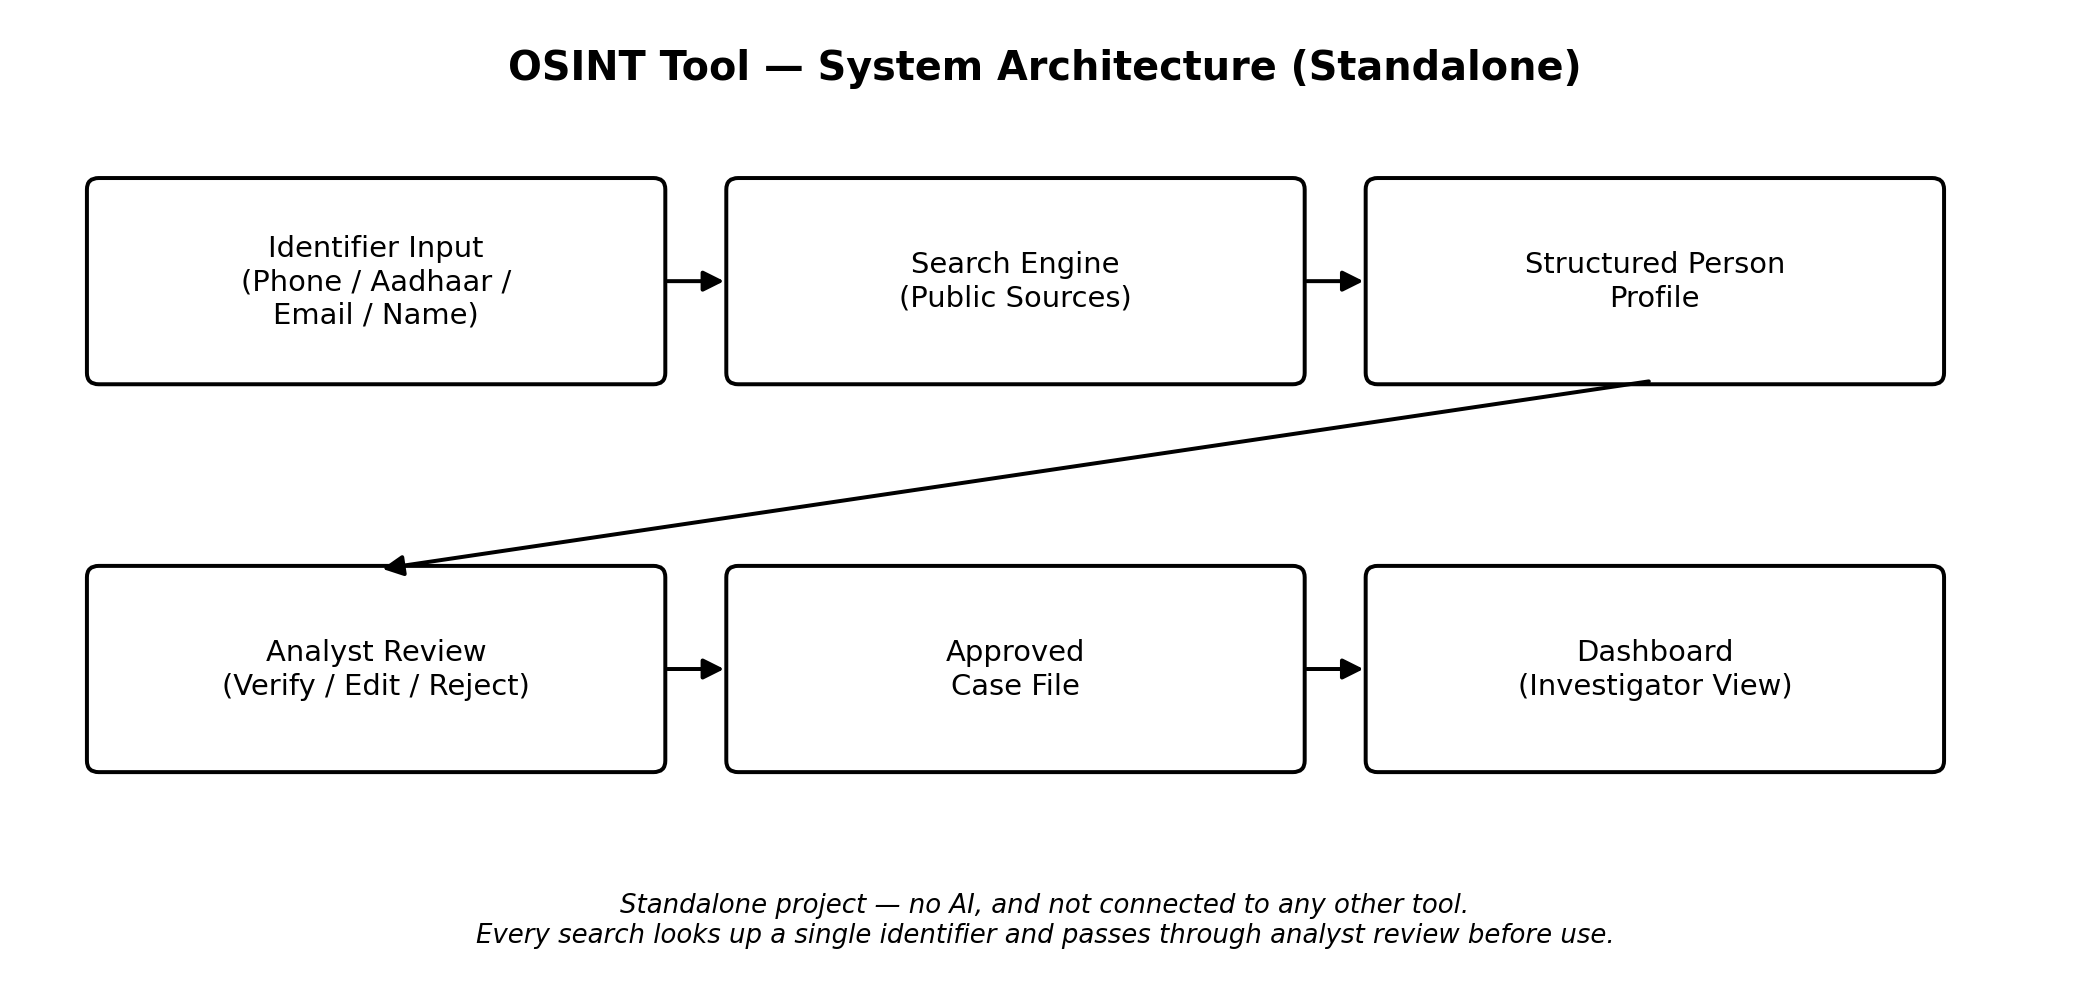 OSINT Tool — System Architecture (Standalone)
Identifier Input
(Phone / Aadhaar /
Email / Name)
Search Engine
(Public Sources)
Structured Person
Profile
Analyst Review
(Verify / Edit / Reject)
Approved
Case File
Dashboard
(Investigator View)
Standalone project — no AI, and not connected to any other tool.
Every search looks up a single identifier and passes through analyst review before use.